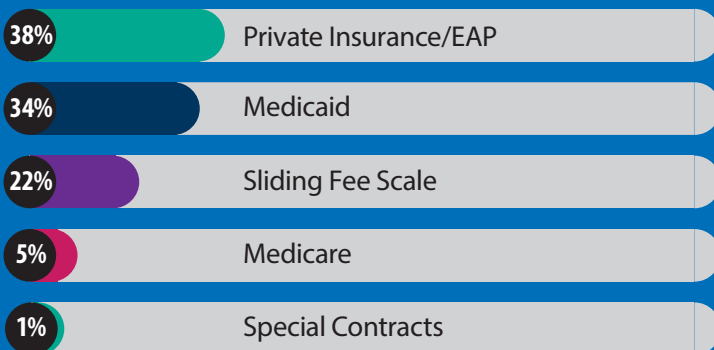 38% Private Insurance/EAP
34% Medicaid
22% Sliding Fee Scale
5% Medicare
1% Special Contracts